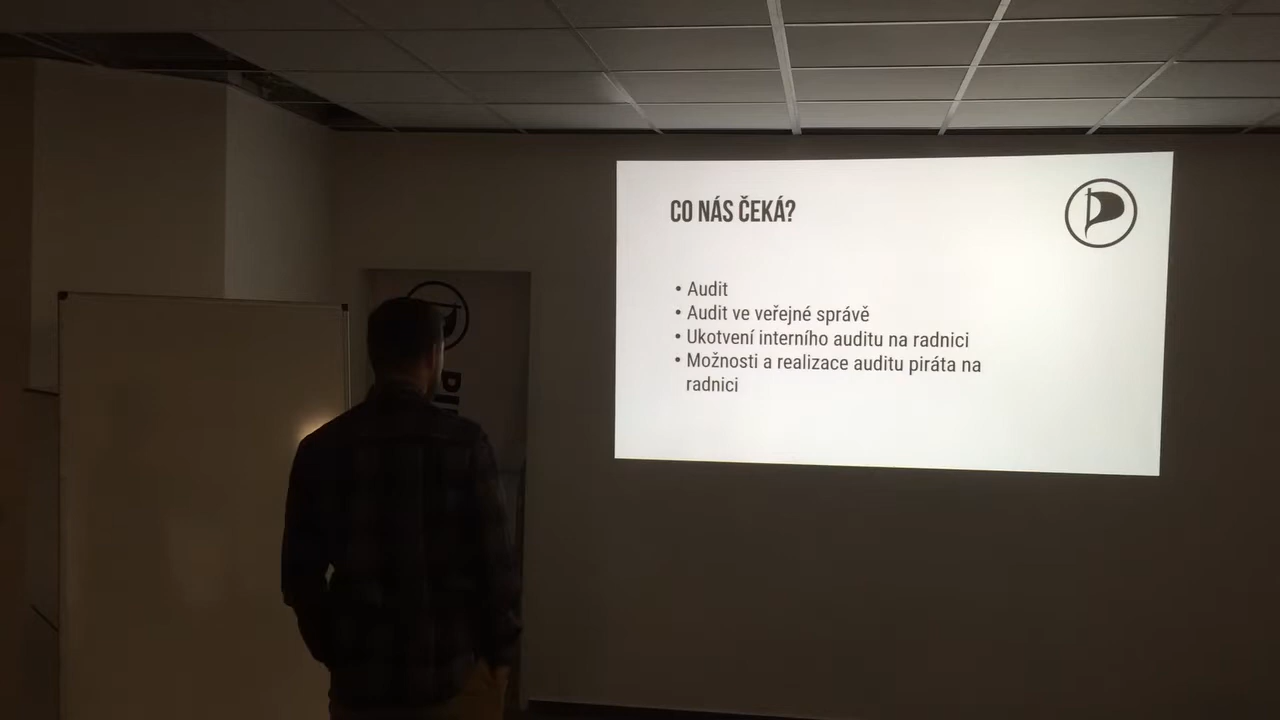 CO NÁS ČEKÁ?
• Audit
• Audit ve veřejné správě
• Ukotvení interního auditu na radnici
• Možnosti a realizace auditu piráta na
radnici